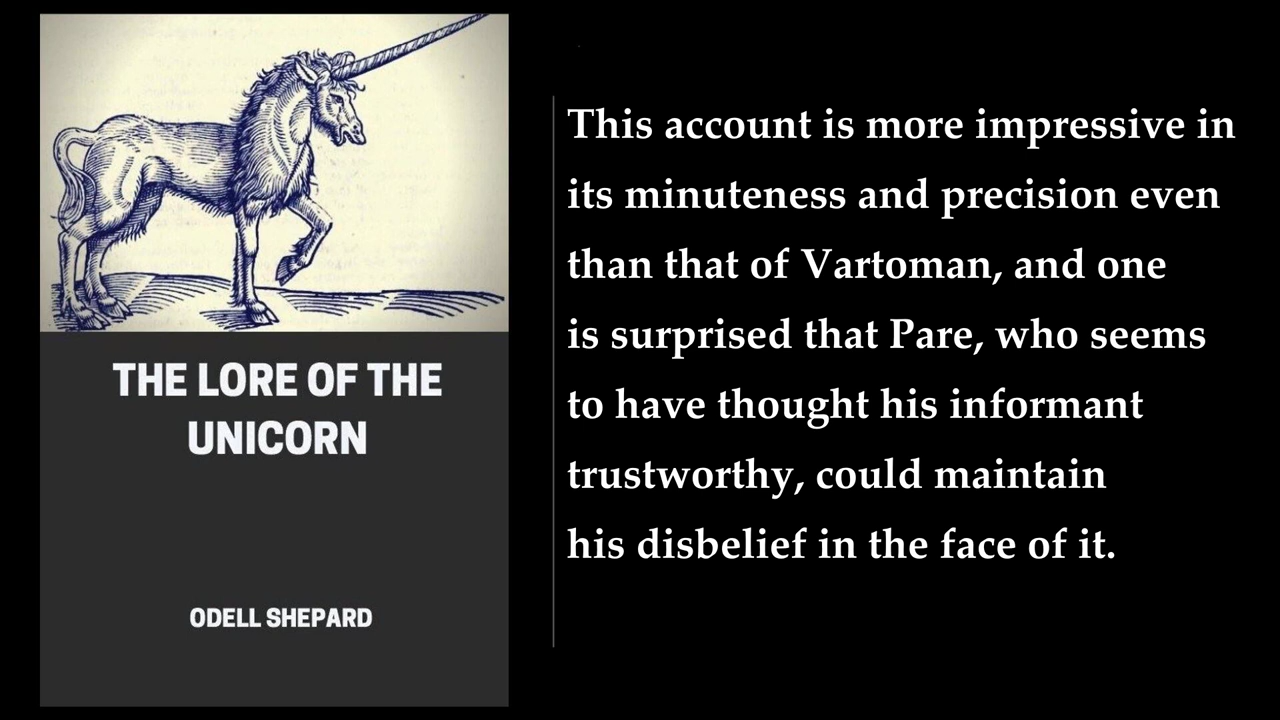 THE LORE OF THE
UNICORN
ODELL SHEPARD
This account is more impressive in
its minuteness and precision even
than that of Vartoman, and one
is surprised that Pare, who seems
to have thought his informant
trustworthy, could maintain
his disbelief in the face of it.